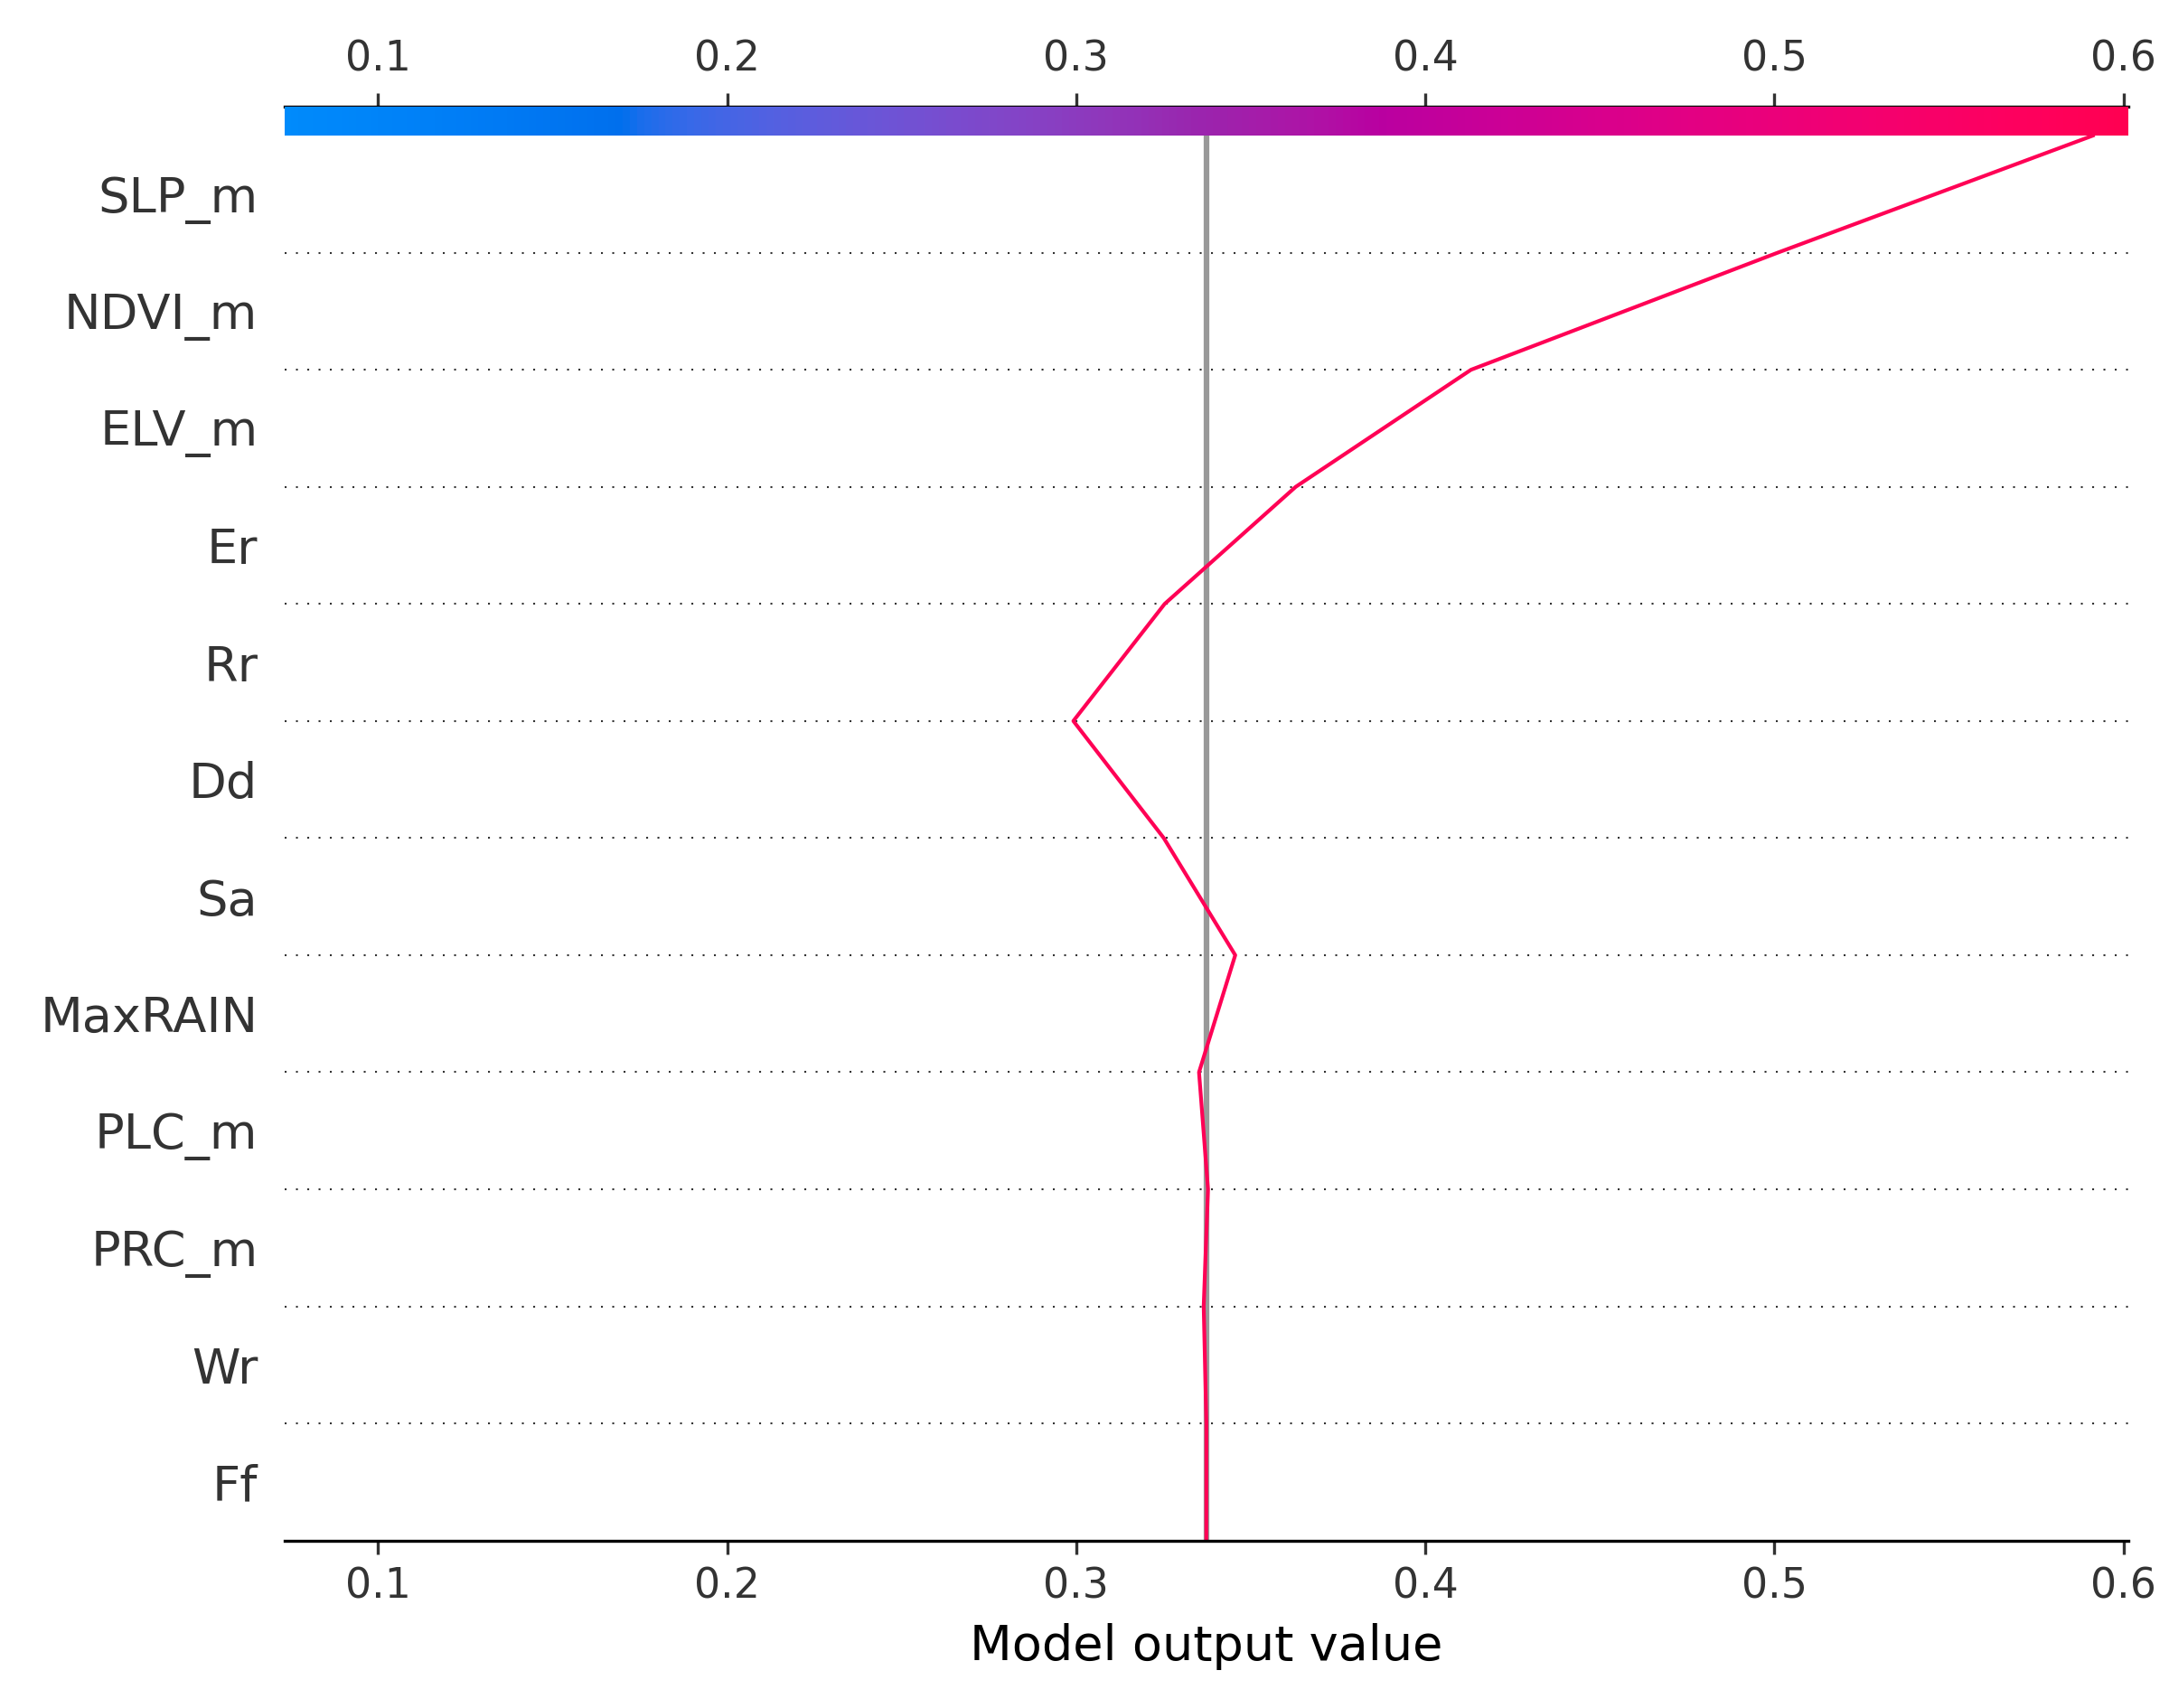 0.1 0.2 0.3 0.4 0.5 0.6
SLP_m
NDVI_m
ELV_m
Er
Rr
Dd
Sa
MaxRAIN
PLC_m
PRC_m
Wr
Ff
0.1 0.2 0.3 0.4 0.5 0.6
Model output value